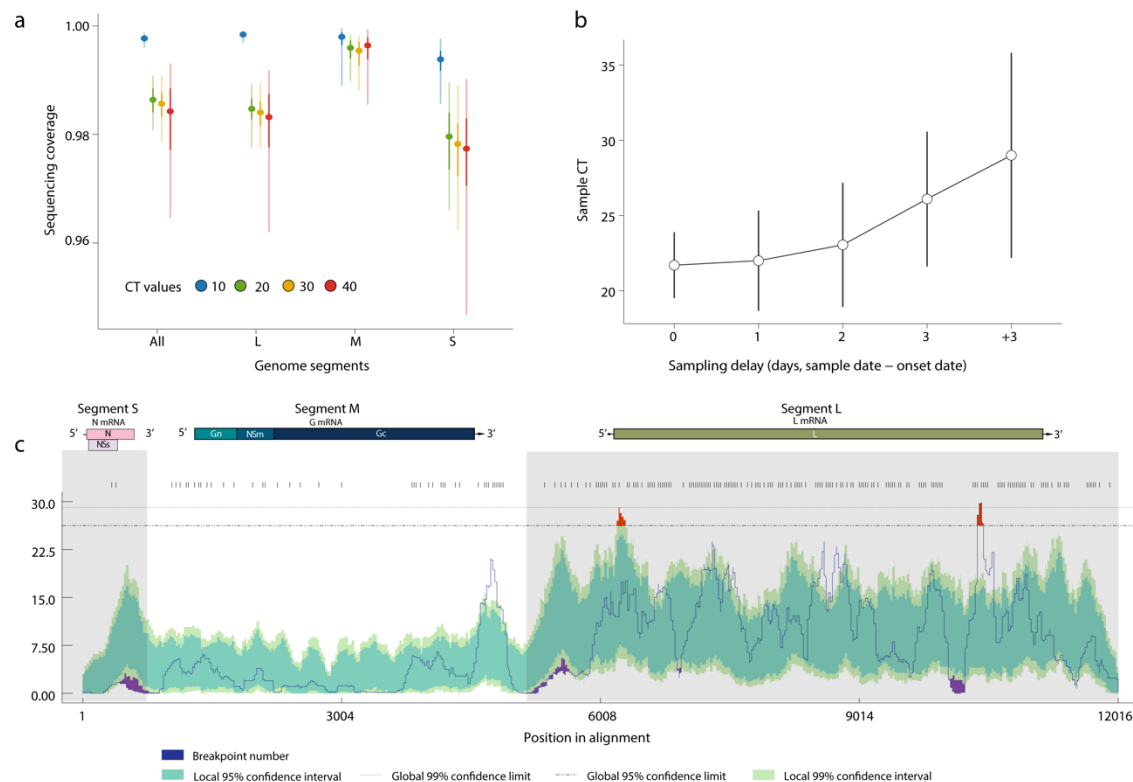 a
1.00
0.98
0.96
Sequencing coverage
CT values 10 20 30 40
All L M S
Genome segments
b
35
30
25
20
Sample CT
0 1 2 3 +3
Sampling delay (days, sample date – onset date)
c
Segment S
N mRNA
5’ N 3’
NSs
Segment M
G mRNA
5’ Gn NSm Gc 3’
Segment L
L mRNA
5’ L 3’
30.0
22.5
15.0
7.50
0.00
1 3004 6008 9014 12016
Position in alignment
Breakpoint number
Local 95% confidence interval Global 99% confidence limit Global 95% confidence limit Local 99% confidence interval